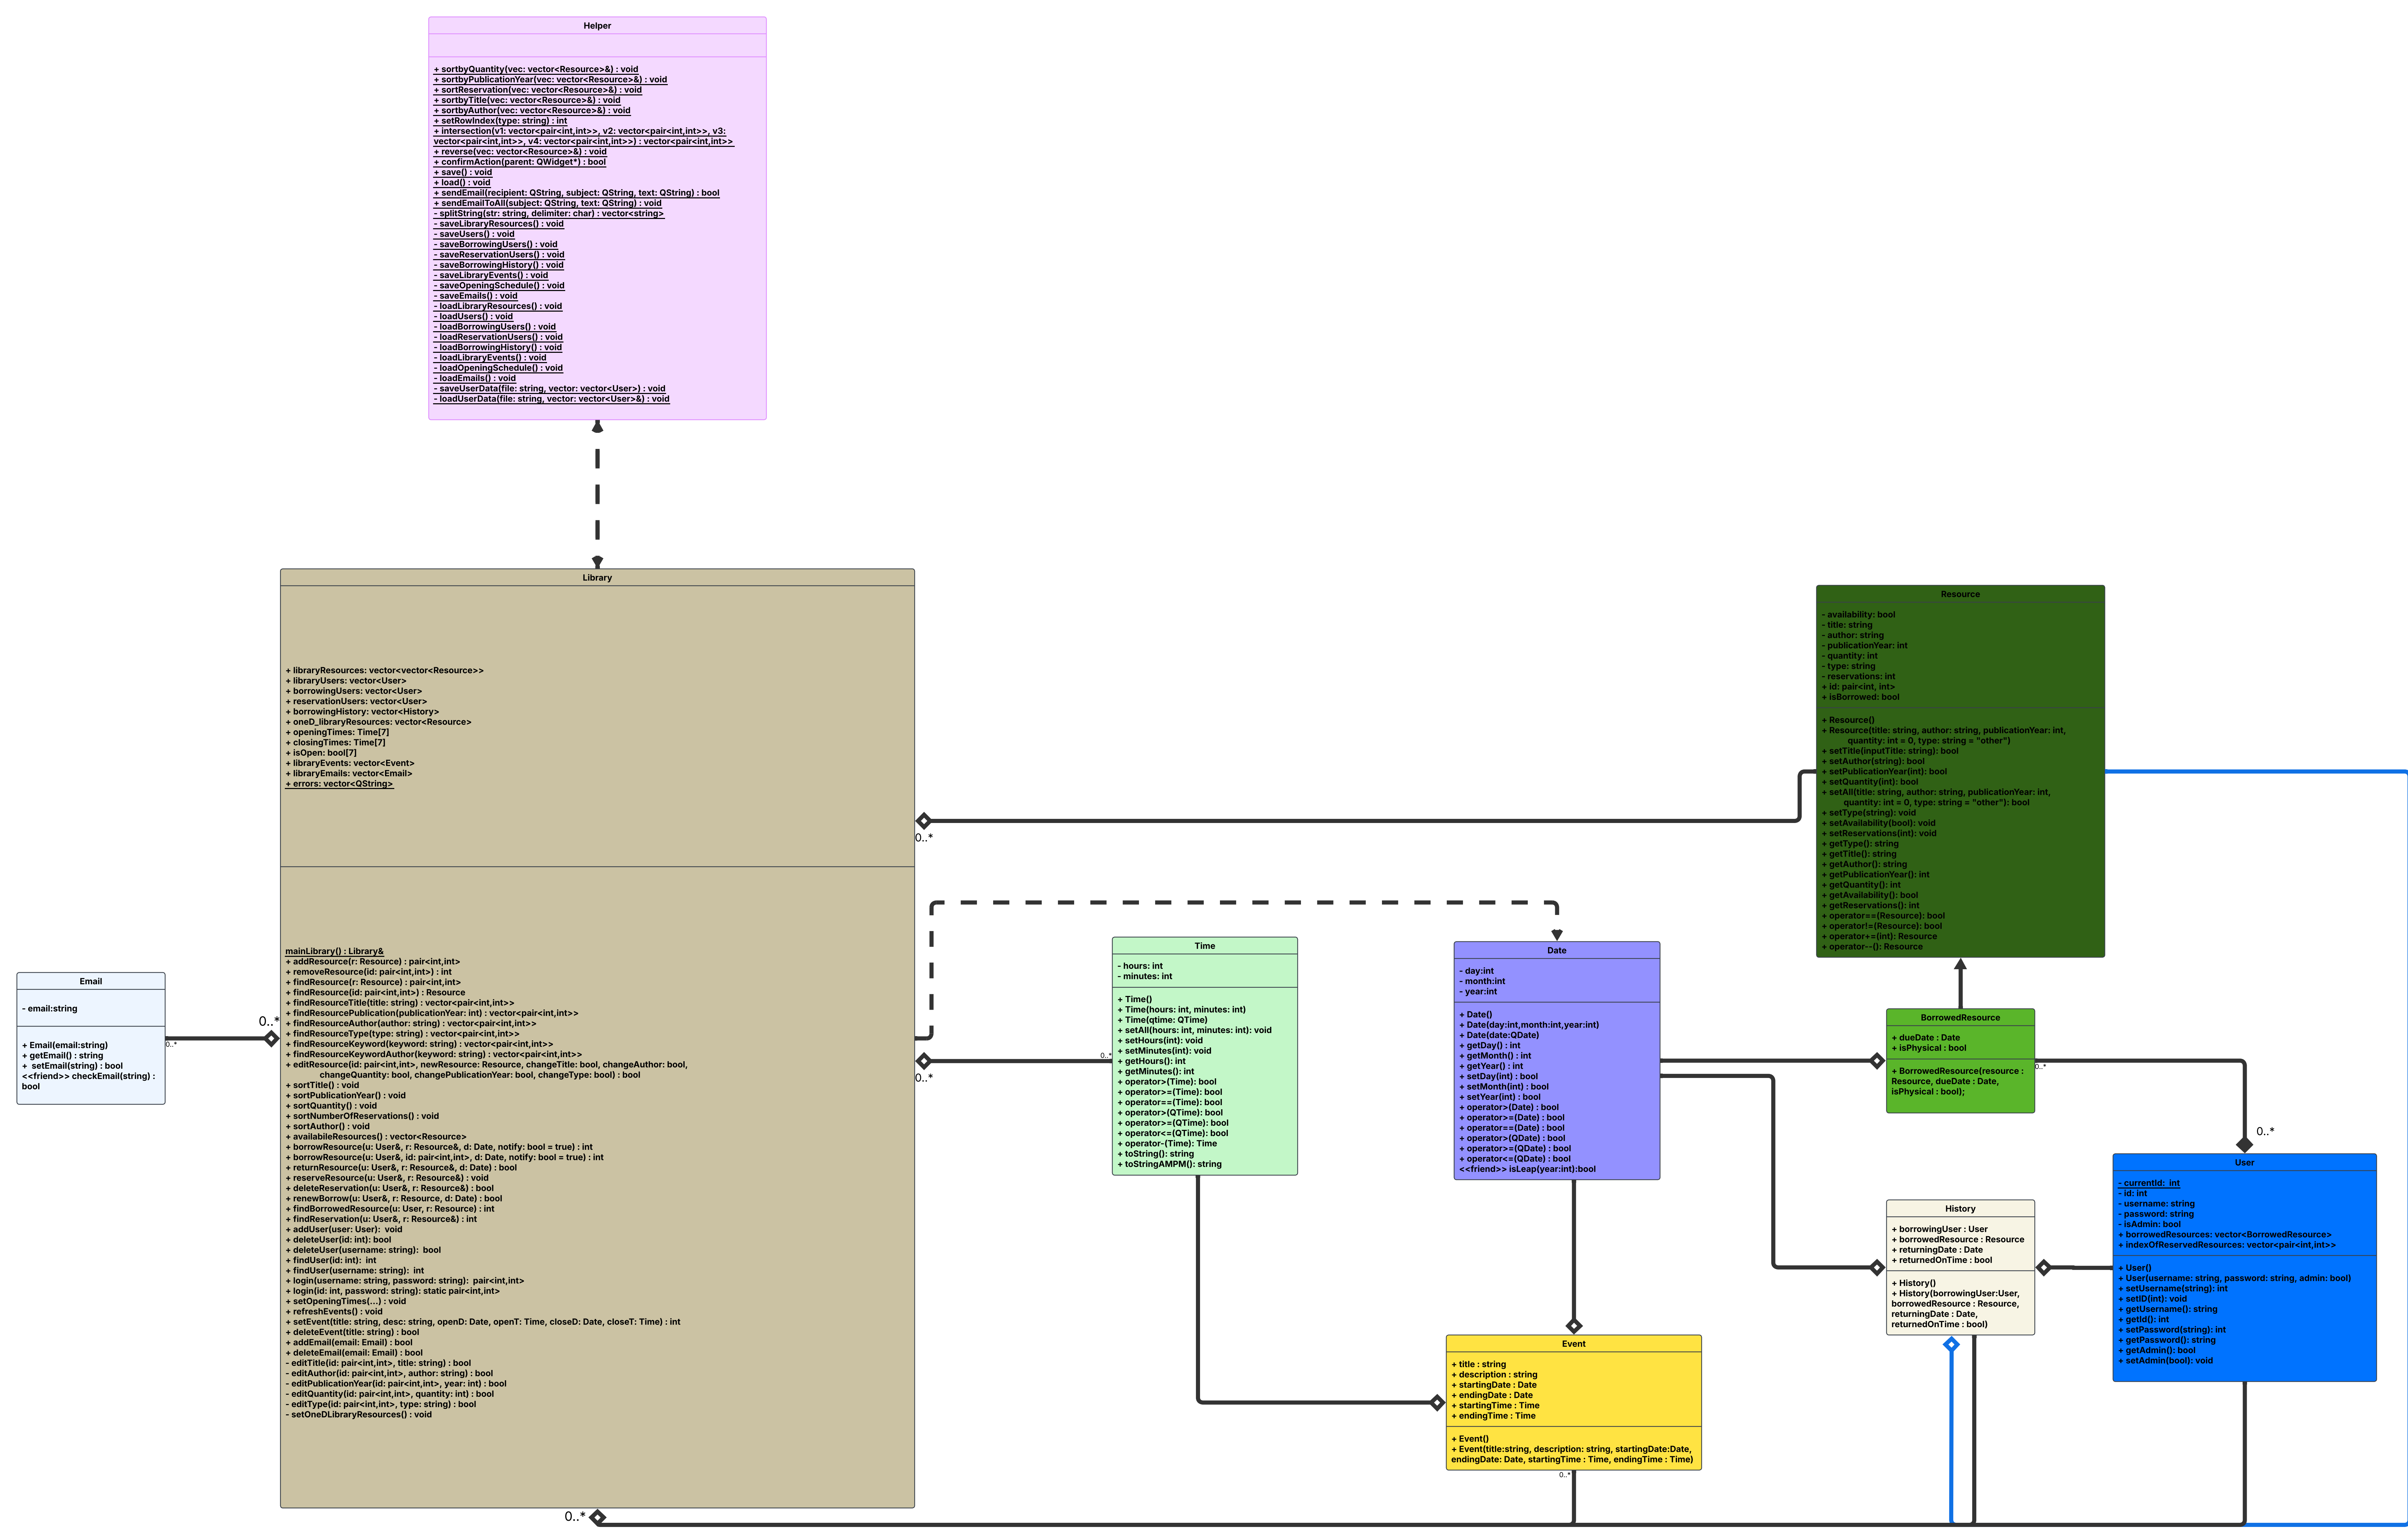 Helper
+ sortbyQuantity(vec: vector<Resource>&) : void
+ sortbyPublicationYear(vec: vector<Resource>&) : void
+ sortReservation(vec: vector<Resource>&) : void
+ sortbyTitle(vec: vector<Resource>&) : void
+ sortbyAuthor(vec: vector<Resource>&) : void
+ setRowIndex(type: string) : int
+ intersection(v1: vector<pair<int,int>>, v2: vector<pair<int,int>>, v3:
vector<pair<int,int>>, v4: vector<pair<int,int>>) : vector<pair<int,int>>
+ reverse(vec: vector<Resource>&) : void
+ confirmAction(parent: QWidget*) : bool
+ save() : void
+ load() : void
+ sendEmail(recipient: QString, subject: QString, text: QString) : bool
+ sendEmailToAll(subject: QString, text: QString) : void
- splitString(str: string, delimiter: char) : vector<string>
- saveLibraryResources() : void
- saveUsers() : void
- saveBorrowingUsers() : void
- saveReservationUsers() : void
- saveBorrowingHistory() : void
- saveLibraryEvents() : void
- saveOpeningSchedule() : void
- saveEmails() : void
- loadLibraryResources() : void
- loadUsers() : void
- loadBorrowingUsers() : void
- loadReservationUsers() : void
- loadBorrowingHistory() : void
- loadLibraryEvents() : void
- loadOpeningSchedule() : void
- loadEmails() : void
- saveUserData(file: string, vector: vector<User>) : void
- loadUserData(file: string, vector: vector<User>&) : void
Library
+ libraryResources: vector<vector<Resource>>
+ libraryUsers: vector<User>
+ borrowingUsers: vector<User>
+ reservationUsers: vector<User>
+ borrowingHistory: vector<History>
+ oneD_libraryResources: vector<Resource>
+ openingTimes: Time[7]
+ closingTimes: Time[7]
+ isOpen: bool[7]
+ libraryEvents: vector<Event>
+ libraryEmails: vector<Email>
+ errors: vector<QString>
mainLibrary() : Library&
+ addResource(r: Resource) : pair<int,int>
+ removeResource(id: pair<int,int>) : int
+ findResource(r: Resource) : pair<int,int>
+ findResource(id: pair<int,int>) : Resource
+ findResourceTitle(title: string) : vector<pair<int,int>>
+ findResourcePublication(publicationYear: int) : vector<pair<int,int>>
+ findResourceAuthor(author: string) : vector<pair<int,int>>
+ findResourceType(type: string) : vector<pair<int,int>>
+ findResourceKeyword(keyword: string) : vector<pair<int,int>>
+ findResourceKeywordAuthor(keyword: string) : vector<pair<int,int>>
+ editResource(id: pair<int,int>, newResource: Resource, changeTitle: bool, changeAuthor: bool,
changeQuantity: bool, changePublicationYear: bool, changeType: bool) : bool
+ sortTitle() : void
+ sortPublicationYear() : void
+ sortQuantity() : void
+ sortNumberOfReservations() : void
+ sortAuthor() : void
+ availabileResources() : vector<Resource>
+ borrowResource(u: User&, r: Resource&, d: Date, notify: bool = true) : int
+ borrowResource(u: User&, id: pair<int,int>, d: Date, notify: bool = true) : int
+ returnResource(u: User&, r: Resource&, d: Date) : bool
+ reserveResource(u: User&, r: Resource&) : void
+ deleteReservation(u: User&, r: Resource&) : bool
+ renewBorrow(u: User&, r: Resource, d: Date) : bool
+ findBorrowedResource(u: User, r: Resource) : int
+ findReservation(u: User&, r: Resource&) : int
+ addUser(user: User): void
+ deleteUser(id: int): bool
+ deleteUser(username: string): bool
+ findUser(id: int): int
+ findUser(username: string): int
+ login(username: string, password: string): pair<int,int>
+ login(id: int, password: string): static pair<int,int>
+ setOpeningTimes(...) : void
+ refreshEvents() : void
+ setEvent(title: string, desc: string, openD: Date, openT: Time, closeD: Date, closeT: Time) : int
+ deleteEvent(title: string) : bool
+ addEmail(email: Email) : bool
+ deleteEmail(email: Email) : bool
- editTitle(id: pair<int,int>, title: string) : bool
- editAuthor(id: pair<int,int>, author: string) : bool
- editPublicationYear(id: pair<int,int>, year: int) : bool
- editQuantity(id: pair<int,int>, quantity: int) : bool
- editType(id: pair<int,int>, type: string) : bool
- setOneDLibraryResources() : void
Email
- email:string
+ Email(email:string)
+ getEmail() : string
+ setEmail(string) : bool
<<friend>> checkEmail(string) :
bool
0..*
0..*
0..*
0..*
0..*
0..*
Time
- hours: int
- minutes: int
+ Time()
+ Time(hours: int, minutes: int)
+ Time(qtime: QTime)
+ setAll(hours: int, minutes: int): void
+ setHours(int): void
+ setMinutes(int): void
+ getHours(): int
+ getMinutes(): int
+ operator>(Time): bool
+ operator>=(Time): bool
+ operator==(Time): bool
+ operator>(QTime): bool
+ operator>=(QTime): bool
+ operator<=(QTime): bool
+ operator-(Time): Time
+ toString(): string
+ toStringAMPM(): string
Date
- day:int
- month:int
- year:int
+ Date()
+ Date(day:int,month:int,year:int)
+ Date(date:QDate)
+ getDay() : int
+ getMonth() : int
+ getYear() : int
+ setDay(int) : bool
+ setMonth(int) : bool
+ setYear(int) : bool
+ operator>(Date) : bool
+ operator>=(Date) : bool
+ operator==(Date) : bool
+ operator>(QDate) : bool
+ operator>=(QDate) : bool
+ operator<=(QDate) : bool
<<friend>> isLeap(year:int):bool
Event
+ title : string
+ description : string
+ startingDate : Date
+ endingDate : Date
+ startingTime : Time
+ endingTime : Time
+ Event()
+ Event(title:string, description: string, startingDate:Date,
endingDate: Date, startingTime : Time, endingTime : Time)
0..*
Resource
- availability: bool
- title: string
- author: string
- publicationYear: int
- quantity: int
- type: string
- reservations: int
+ id: pair<int, int>
+ isBorrowed: bool
+ Resource()
+ Resource(title: string, author: string, publicationYear: int,
quantity: int = 0, type: string = "other")
+ setTitle(inputTitle: string): bool
+ setAuthor(string): bool
+ setPublicationYear(int): bool
+ setQuantity(int): bool
+ setAll(title: string, author: string, publicationYear: int,
quantity: int = 0, type: string = "other"): bool
+ setType(string): void
+ setAvailability(bool): void
+ setReservations(int): void
+ getType(): string
+ getTitle(): string
+ getAuthor(): string
+ getPublicationYear(): int
+ getQuantity(): int
+ getAvailability(): bool
+ getReservations(): int
+ operator==(Resource): bool
+ operator!=(Resource): bool
+ operator+=(int): Resource
+ operator--(): Resource
BorrowedResource
+ dueDate : Date
+ isPhysical : bool
+ BorrowedResource(resource :
Resource, dueDate : Date,
isPhysical : bool);
0..*
0..*
History
+ borrowingUser : User
+ borrowedResource : Resource
+ returningDate : Date
+ returnedOnTime : bool
+ History()
+ History(borrowingUser:User,
borrowedResource : Resource,
returningDate : Date,
returnedOnTime : bool)
User
- currentid: int
- id: int
- username: string
- password: string
- isAdmin: bool
+ borrowedResources: vector<BorrowedResource>
+ indexOfReservedResources: vector<pair<int,int>>
+ User()
+ User(username: string, password: string, admin: bool)
+ setUsername(string): int
+ setID(int): void
+ getUsername(): string
+ getId(): int
+ setPassword(string): int
+ getPassword(): string
+ getAdmin(): bool
+ setAdmin(bool): void